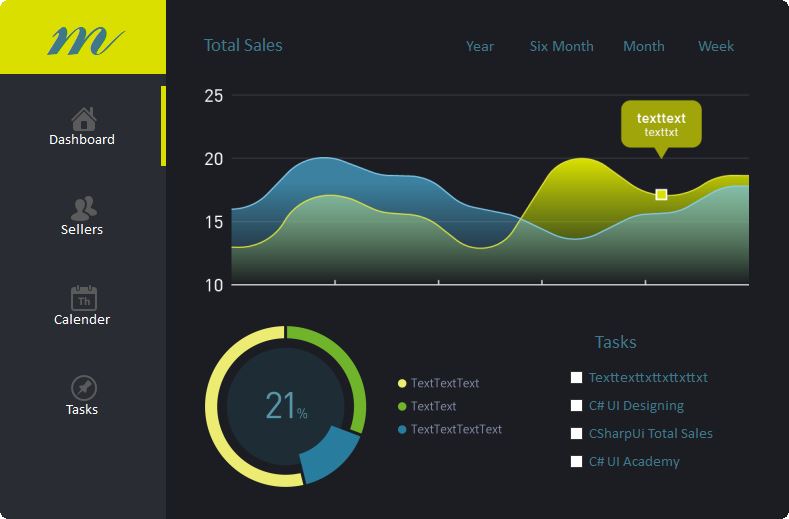 m
Dashboard
Sellers
Th
Calender
Tasks
Total Sales
Year
Six Month
Month
Week
25
20
15
10
texttext
texttxt
21%
TextTextText
TextText
TextTextTextText
Tasks
Texttexttxttxttxttxt
C# UI Designing
CSharpUi Total Sales
C# UI Academy